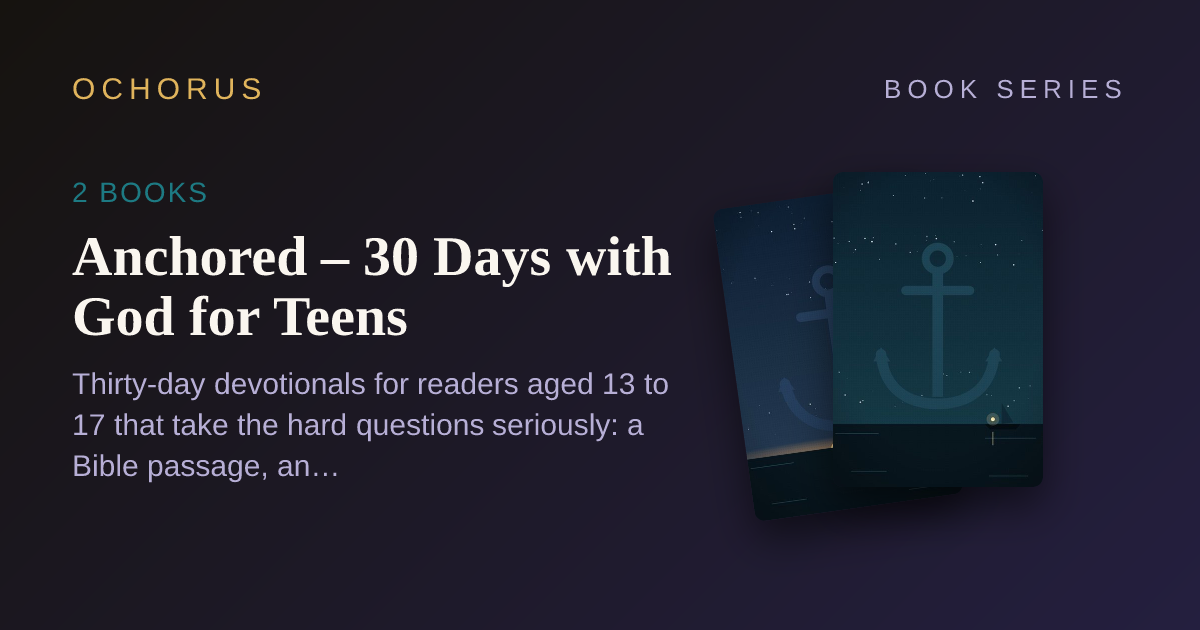 OCHORUS
BOOK SERIES
2 BOOKS
Anchored – 30 Days with
God for Teens
Thirty-day devotionals for readers aged 13 to
17 that take the hard questions seriously: a
Bible passage, an…